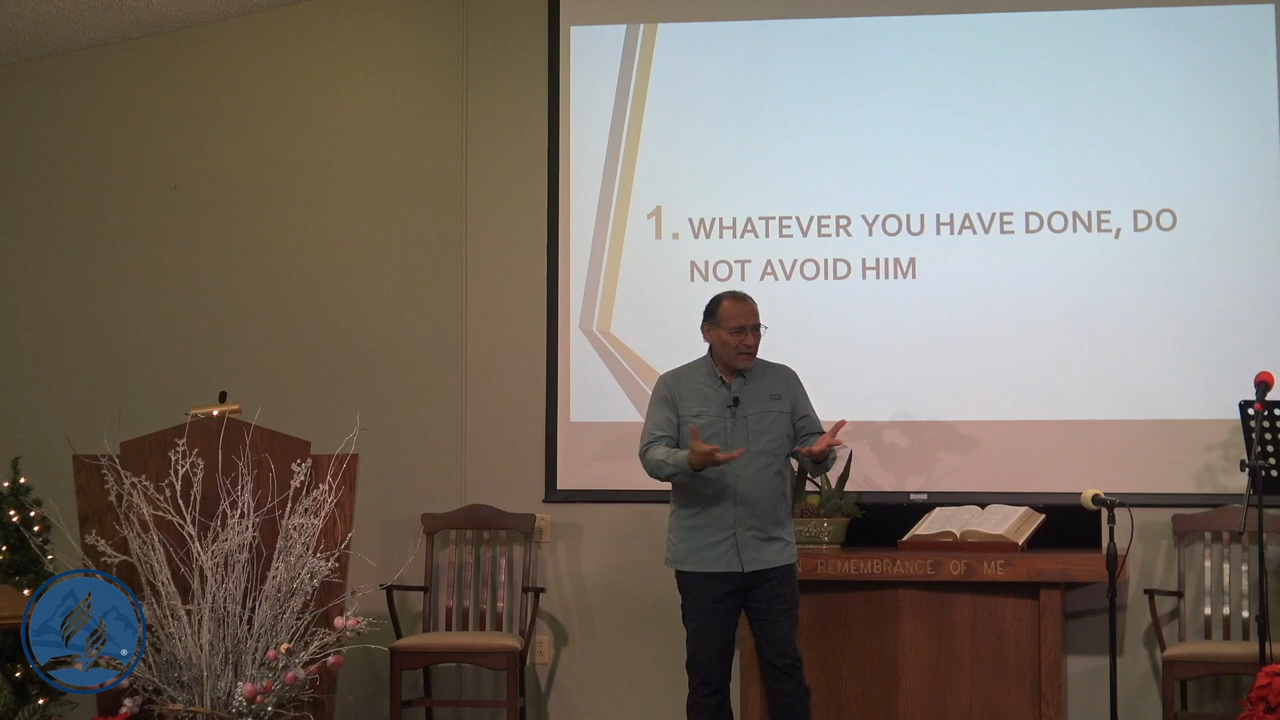 1. WHATEVER YOU HAVE DONE, DO
NOT AVOID HIM
N REMEMBRANCE OF ME